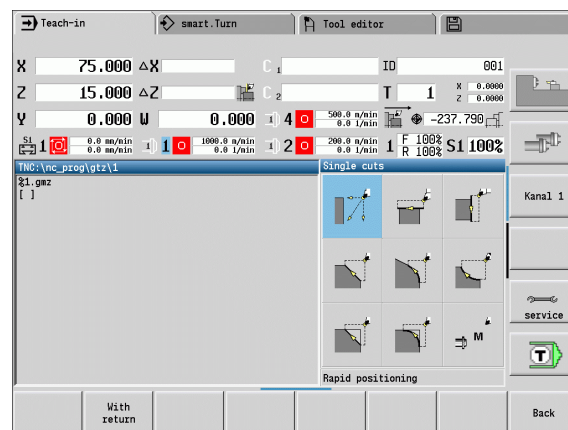 Teach-in smart.Turn Tool editor
X 75.000 △X C 1 ID 001
Z 15.000 △Z C 2 T 1 X 0.0000 Z 0.0000
Y 0.000 W 0.000 4 500.0 m/min 0.0 1/min -237.790
S1 1 0.0 mm/min 0.0 1/min 1 1000.0 m/min 0.0 1/min 2 200.0 m/min 0.0 1/min 1 F 100% R 100% S1 100%
TNC:\nc_prog\gtz\1 Single cuts
%1.gmz
[ ]
Kanal 1
M
service
T
Rapid positioning
With return Back